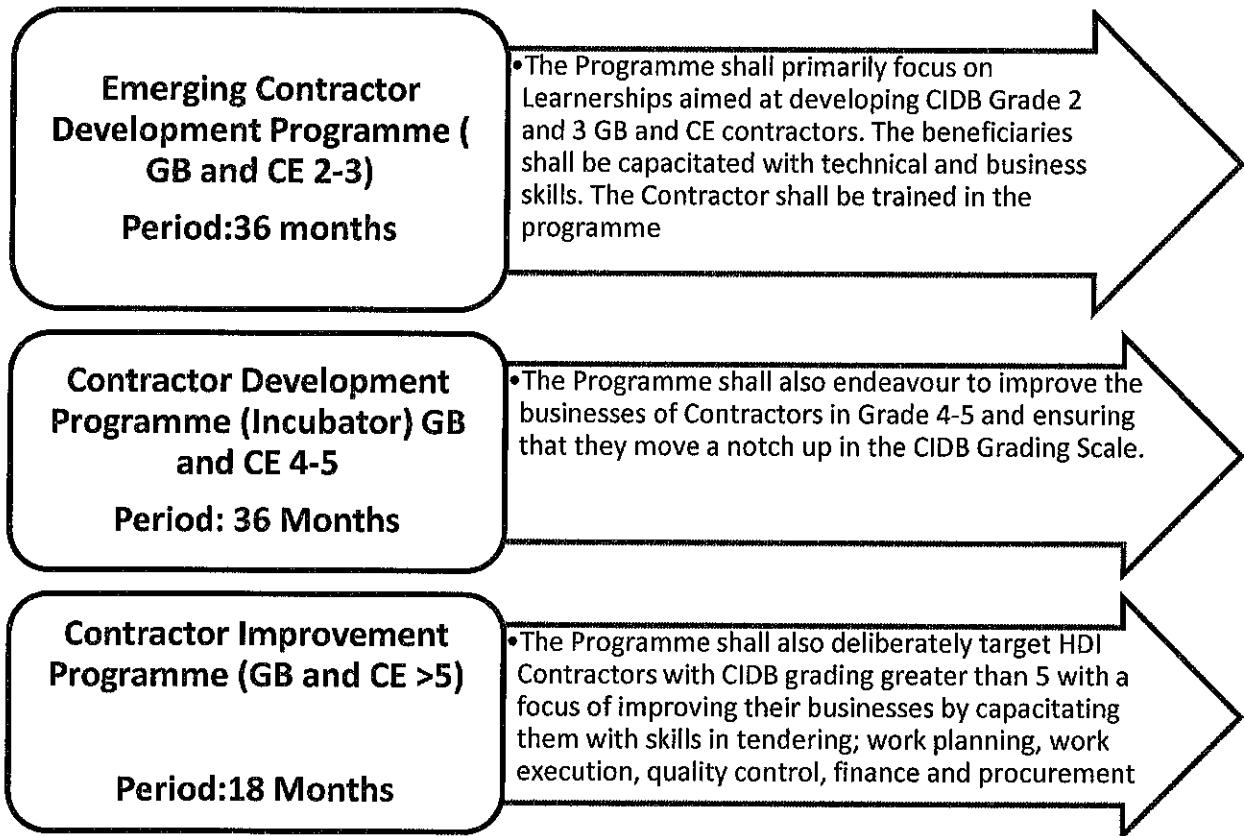 Emerging Contractor
Development Programme (
GB and CE 2-3)
Period:36 months
•The Programme shall primarily focus on
Learnerships aimed at developing CIDB Grade 2
and 3 GB and CE contractors. The beneficiaries
shall be capacitated with technical and business
skills. The Contractor shall be trained in the
programme
Contractor Development
Programme (Incubator) GB
and CE 4-5
Period: 36 Months
•The Programme shall also endeavour to improve the
businesses of Contractors in Grade 4-5 and ensuring
that they move a notch up in the CIDB Grading Scale.
Contractor Improvement
Programme (GB and CE >5)
Period:18 Months
•The Programme shall also deliberately target HDI
Contractors with CIDB grading greater than 5 with a
focus of improving their businesses by capacitating
them with skills in tendering; work planning, work
execution, quality control, finance and procurement